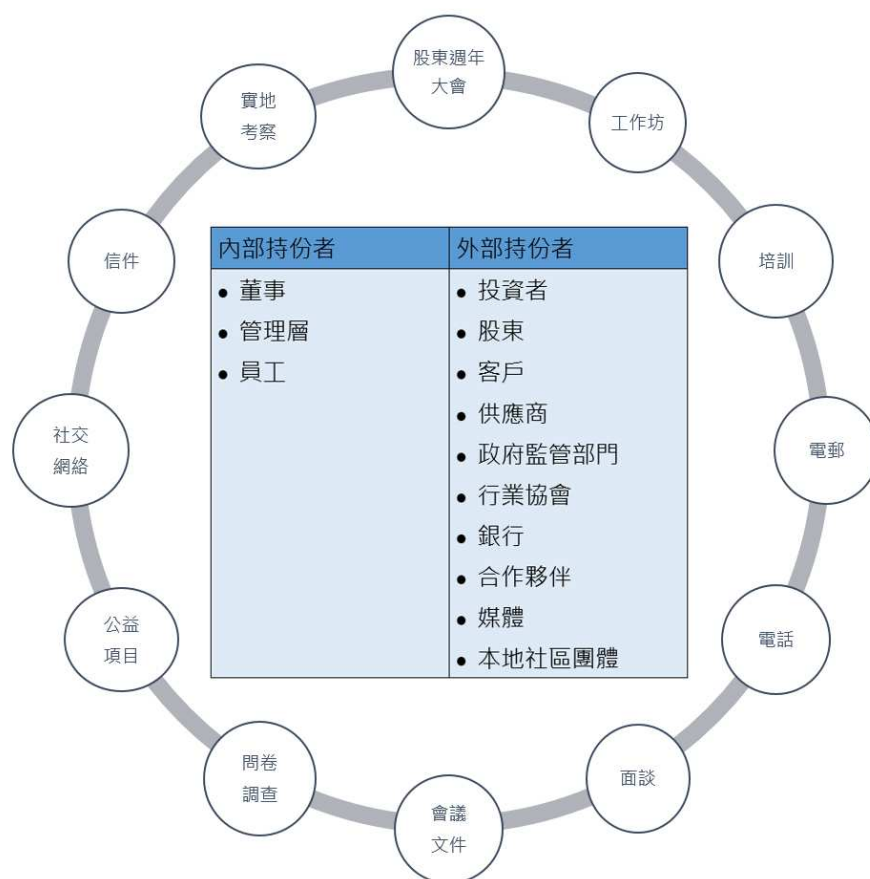 股東週年
大會
工作坊
培訓
電郵
電話
面談
會議
文件
問卷
調查
公益
項目
社交
網絡
信件
實地
考察
內部持份者
董事
管理層
員工
外部持份者
投資者
股東
客戶
供應商
政府監管部門
行業協會
銀行
合作夥伴
媒體
本地社區團體